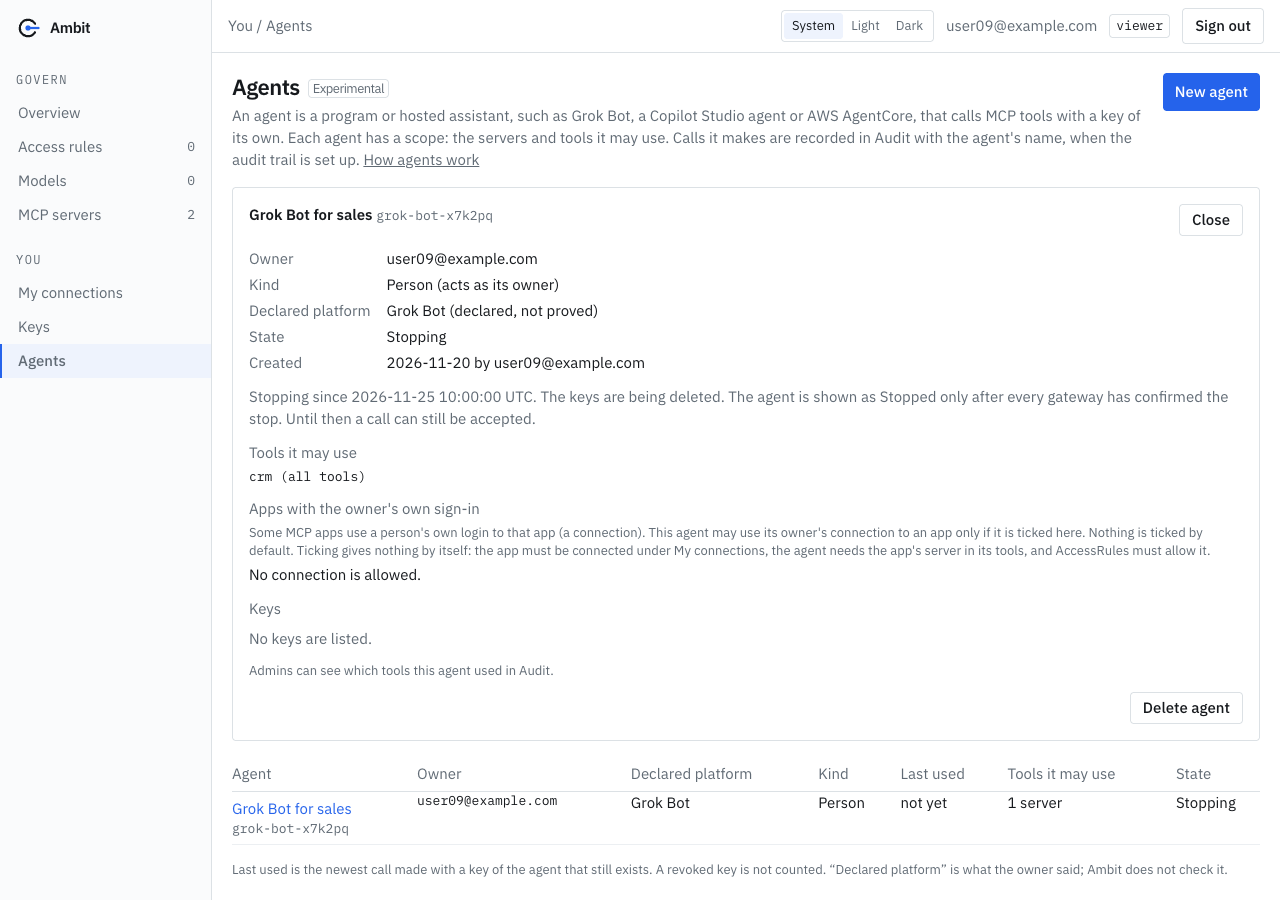 Ambit
You / Agents
System Light Dark
user09@example.com
viewer
Sign out
GOVERN
Overview
Access rules 0
Models 0
MCP servers 2
YOU
My connections
Keys
Agents
Agents Experimental
New agent
An agent is a program or hosted assistant, such as Grok Bot, a Copilot Studio agent or AWS AgentCore, that calls MCP tools with a key of
its own. Each agent has a scope: the servers and tools it may use. Calls it makes are recorded in Audit with the agent's name, when the
audit trail is set up. How agents work
Grok Bot for sales grok-bot-x7k2pq
Close
Owner user09@example.com
Kind Person (acts as its owner)
Declared platform Grok Bot (declared, not proved)
State Stopping
Created 2026-11-20 by user09@example.com
Stopping since 2026-11-25 10:00:00 UTC. The keys are being deleted. The agent is shown as Stopped only after every gateway has confirmed the
stop. Until then a call can still be accepted.
Tools it may use
crm (all tools)
Apps with the owner's own sign-in
Some MCP apps use a person's own login to that app (a connection). This agent may use its owner's connection to an app only if it is ticked here. Nothing is ticked by
default. Ticking gives nothing by itself: the app must be connected under My connections, the agent needs the app's server in its tools, and AccessRules must allow it.
No connection is allowed.
Keys
No keys are listed.
Admins can see which tools this agent used in Audit.
Delete agent
Agent Owner Declared platform Kind Last used Tools it may use State
Grok Bot for sales user09@example.com Grok Bot Person not yet 1 server Stopping
grok-bot-x7k2pq
Last used is the newest call made with a key of the agent that still exists. A revoked key is not counted. “Declared platform” is what the owner said; Ambit does not check it.